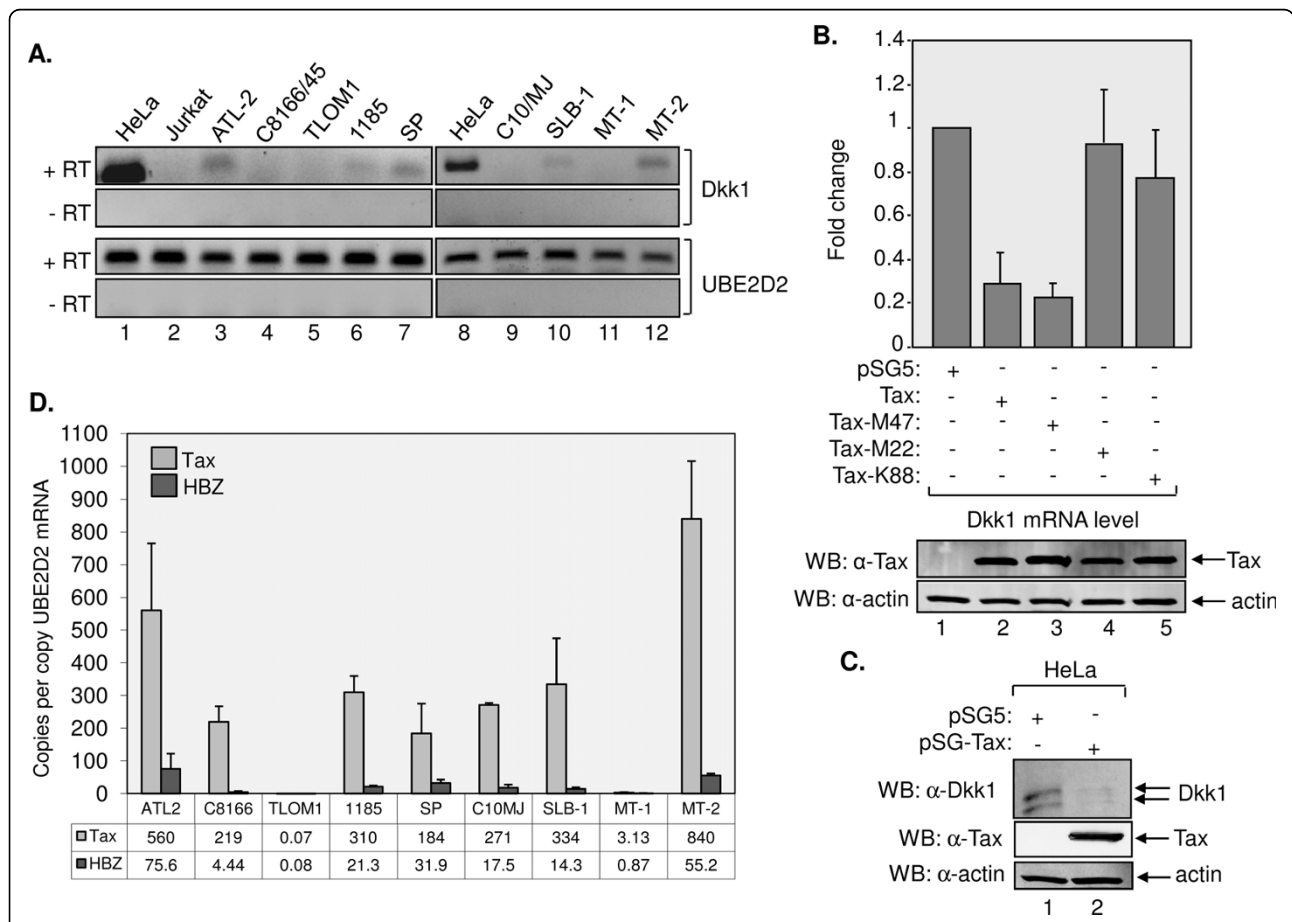 A.
HeLa Jurkat ATL-2 C8166/45 TLOM1 1185 SP HeLa C10/MJ SLB-1 MT-1 MT-2
+ RT
- RT
Dkk1
+ RT
- RT
UBE2D2
1 2 3 4 5 6 7 8 9 10 11 12
B.
Fold change
1.4
1.2
1
0.8
0.6
0.4
0.2
0
pSG5: + - - - -
Tax: - + - - -
Tax-M47: - - + - -
Tax-M22: - - - + -
Tax-K88: - - - - +
Dkk1 mRNA level
WB: α-Tax Tax
WB: α-actin actin
1 2 3 4 5
C.
HeLa
pSG5: + -
pSG-Tax: - +
WB: α-Dkk1 Dkk1
WB: α-Tax Tax
WB: α-actin actin
1 2
D.
Copies per copy UBE2D2 mRNA
1100
1000
900
800
700
600
500
400
300
200
100
0
Tax
HBZ
ATL2 C8166 TLOM1 1185 SP C10MJ SLB-1 MT-1 MT-2
Tax 560 219 0.07 310 184 271 334 3.13 840
HBZ 75.6 4.44 0.08 21.3 31.9 17.5 14.3 0.87 55.2